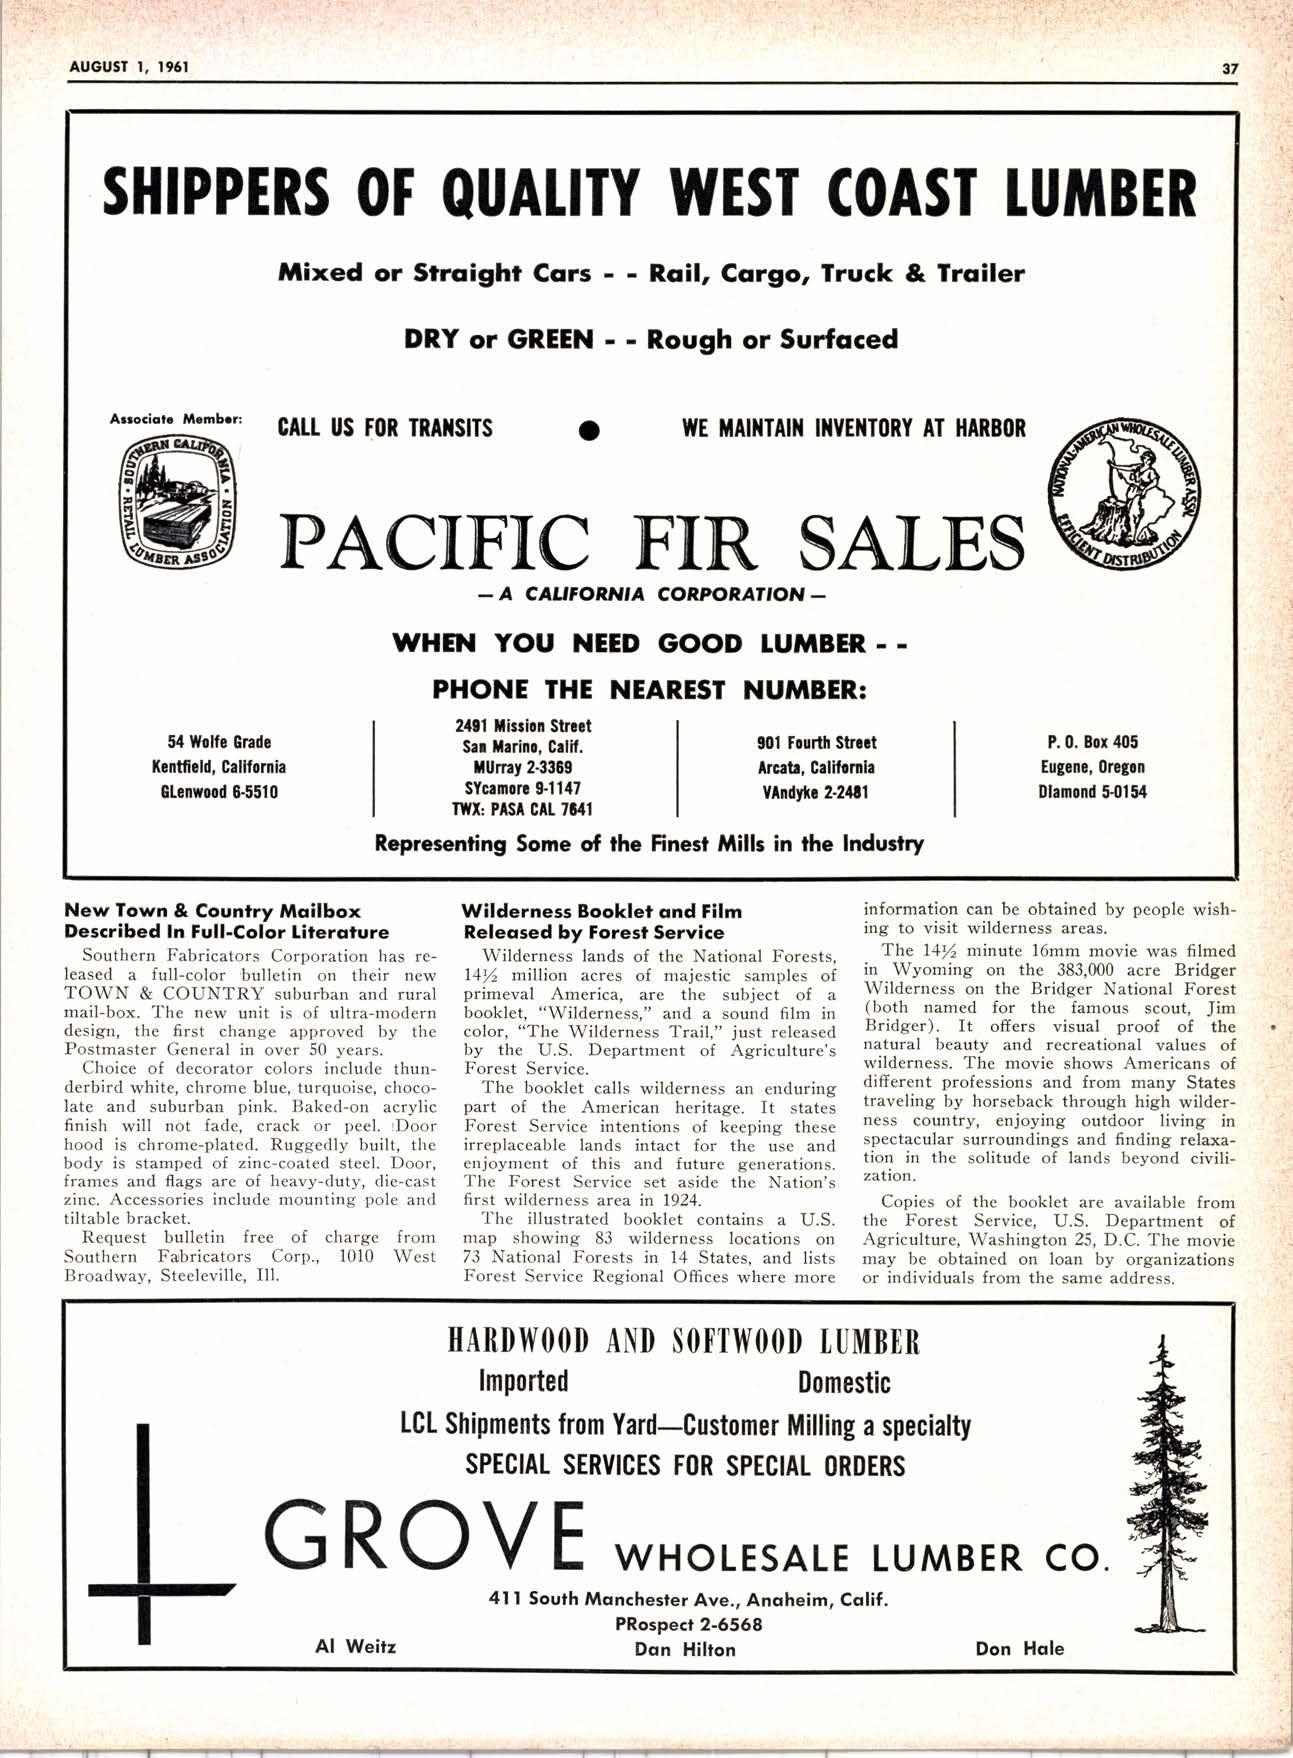 AUGUST 1, 1961
37
SHIPPERS OF QUALITY WEST COAST LUMBER
Mixed or Straight Cars - - Rail, Cargo, Truck & Trailer
DRY or GREEN - - Rough or Surfaced
Associate Member:
SOUTHERN CALIFORNIA
RETAIL LUMBER ASSOCIATION
CALL US FOR TRANSITS ● WE MAINTAIN INVENTORY AT HARBOR
NATIONAL-AMERICAN WHOLESALE LUMBER ASSN.
EFFICIENT DISTRIBUTION
PACIFIC FIR SALES
— A CALIFORNIA CORPORATION —
WHEN YOU NEED GOOD LUMBER - -
PHONE THE NEAREST NUMBER:
54 Wolfe Grade
Kentfield, California
GLenwood 6-5510
2491 Mission Street
San Marino, Calif.
MUrray 2-3369
SYcamore 9-1147
TWX: PASA CAL 7641
901 Fourth Street
Arcata, California
VAndyke 2-2481
P. O. Box 405
Eugene, Oregon
DIamond 5-0154
Representing Some of the Finest Mills in the Industry
New Town & Country Mailbox
Described In Full-Color Literature
Southern Fabricators Corporation has re-
leased a full-color bulletin on their new
TOWN & COUNTRY suburban and rural
mail-box. The new unit is of ultra-modern
design, the first change approved by the
Postmaster General in over 50 years.
Choice of decorator colors include thun-
derbird white, chrome blue, turquoise, choco-
late and suburban pink. Baked-on acrylic
finish will not fade, crack or peel. Door
hood is chrome-plated. Ruggedly built, the
body is stamped of zinc-coated steel. Door,
frames and flags are of heavy-duty, die-cast
zinc. Accessories include mounting pole and
tiltable bracket.
Request bulletin free of charge from
Southern Fabricators Corp., 1010 West
Broadway, Steeleville, Ill.
Wilderness Booklet and Film
Released by Forest Service
Wilderness lands of the National Forests,
14½ million acres of majestic samples of
primeval America, are the subject of a
booklet, “Wilderness,” and a sound film in
color, “The Wilderness Trail,” just released
by the U.S. Department of Agriculture’s
Forest Service.
The booklet calls wilderness an enduring
part of the American heritage. It states
Forest Service intentions of keeping these
irreplaceable lands intact for the use and
enjoyment of this and future generations.
The Forest Service set aside the Nation’s
first wilderness area in 1924.
The illustrated booklet contains a U.S.
map showing 83 wilderness locations on
73 National Forests in 14 States, and lists
Forest Service Regional Offices where more
information can be obtained by people wish-
ing to visit wilderness areas.
The 14½ minute 16mm movie was filmed
in Wyoming on the 383,000 acre Bridger
Wilderness on the Bridger National Forest
(both named for the famous scout, Jim
Bridger). It offers visual proof of the
natural beauty and recreational values of
wilderness. The movie shows Americans of
different professions and from many States
traveling by horseback through high wilder-
ness country, enjoying outdoor living in
spectacular surroundings and finding relaxa-
tion in the solitude of lands beyond civili-
zation.
Copies of the booklet are available from
the Forest Service, U.S. Department of
Agriculture, Washington 25, D.C. The movie
may be obtained on loan by organizations
or individuals from the same address.
HARDWOOD AND SOFTWOOD LUMBER
Imported Domestic
LCL Shipments from Yard—Customer Milling a specialty
SPECIAL SERVICES FOR SPECIAL ORDERS
GROVE WHOLESALE LUMBER CO.
411 South Manchester Ave., Anaheim, Calif.
PRospect 2-6568
Al Weitz Dan Hilton Don Hale